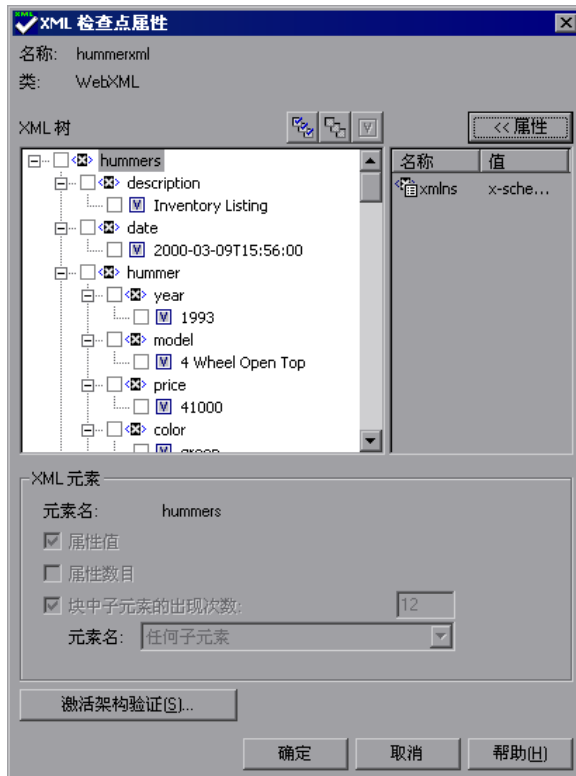 XML 检查点属性
名称: hummerxml
类: WebXML
XML 树
<< 属性
hummers
名称 值
xmlns x-sche...
description
V Inventory Listing
date
V 2000-03-09T15:56:00
hummer
year
V 1993
model
V 4 Wheel Open Top
price
V 41000
color
V green
XML 元素
元素名: hummers
属性值
属性数目
块中子元素的出现次数: 12
元素名: 任何子元素
激活架构验证(S)...
确定 取消 帮助(H)